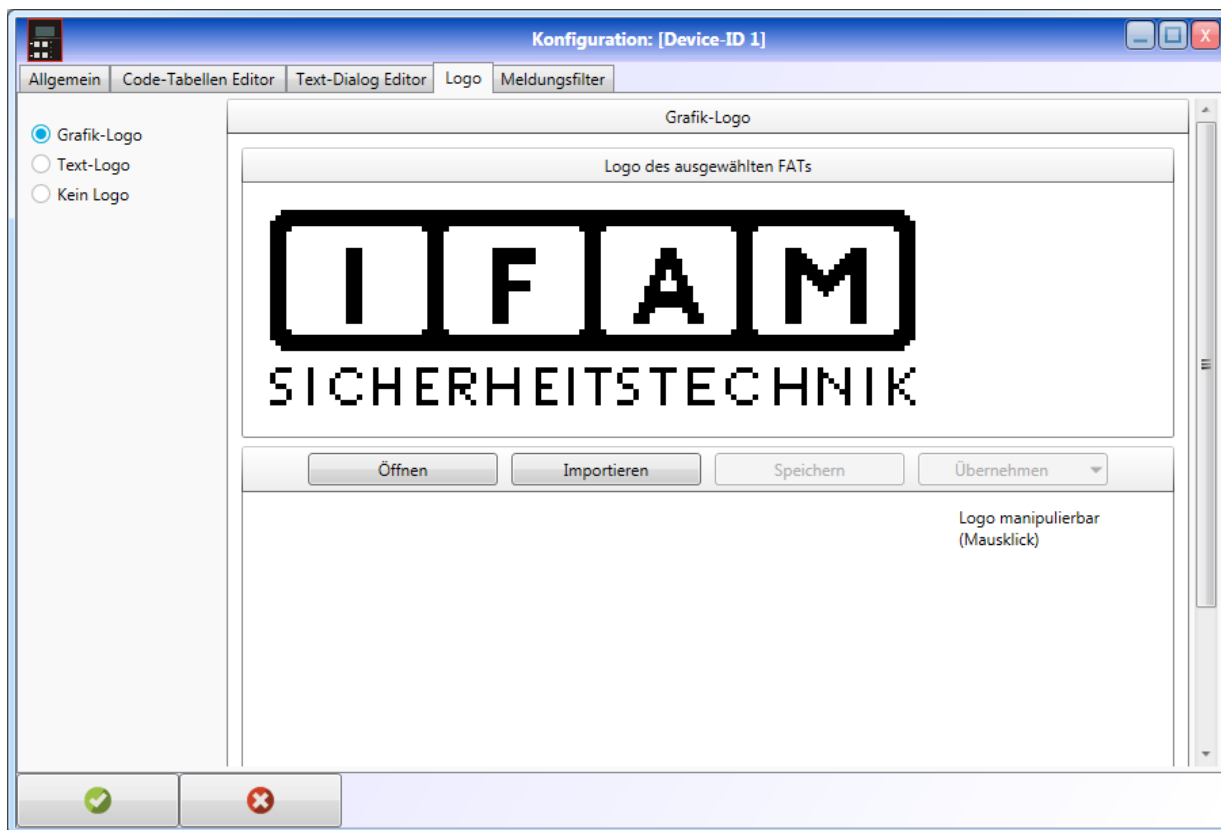 Konfiguration: [Device-ID 1]
X
Allgemein Code-Tabellen Editor Text-Dialog Editor Logo Meldungsfilter
Grafik-Logo
Text-Logo
Kein Logo
Grafik-Logo
Logo des ausgewählten FATs
IFAM
SICHERHEITSTECHNIK
Öffnen Importieren Speichern Übernehmen
Logo manipulierbar
(Mausklick)